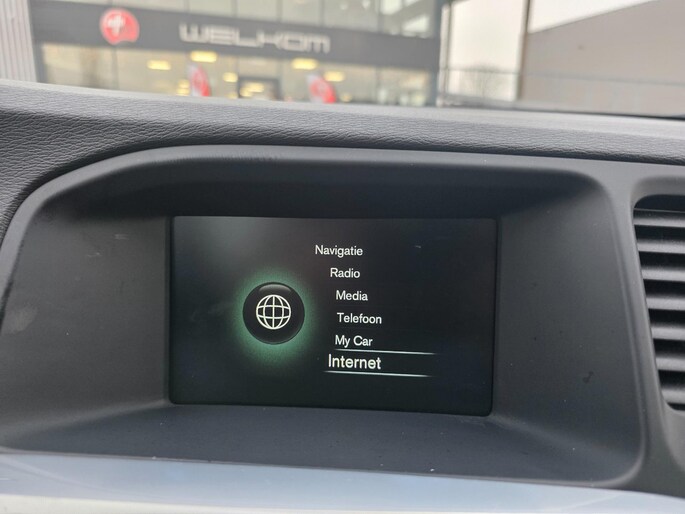 WELKOM
Navigatie
Radio
Media
Telefoon
My Car
Internet